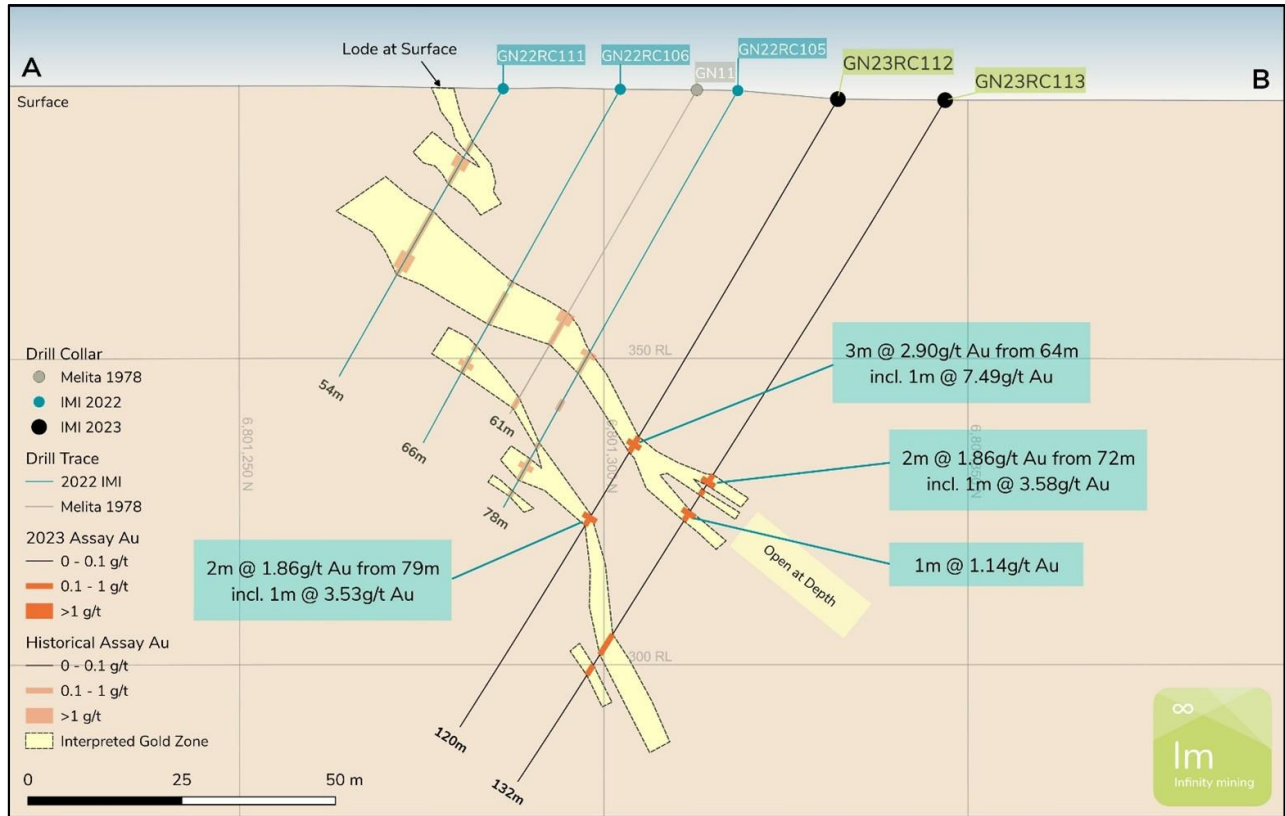 A
Lode at Surface
GN22RC111
GN22RC106
GN11
GN22RC105
GN23RC112
GN23RC113
B
Surface
350 RL
3m @ 2.90g/t Au from 64m
incl. 1m @ 7.49g/t Au
Drill Collar
Melita 1978
IMI 2022
IMI 2023
Drill Trace
2022 IMI
Melita 1978
2023 Assay Au
0 - 0.1 g/t
0.1 - 1 g/t
>1 g/t
Historical Assay Au
0 - 0.1 g/t
0.1 - 1 g/t
>1 g/t
Interpreted Gold Zone
0 25 50 m
54m
66m
61m
78m
6,801,250 N
6,801,300 N
2m @ 1.86g/t Au from 72m
incl. 1m @ 3.58g/t Au
1m @ 1.14g/t Au
Open at Depth
2m @ 1.86g/t Au from 79m
incl. 1m @ 3.53g/t Au
300 RL
120m
132m
∞
Im
Infinity mining